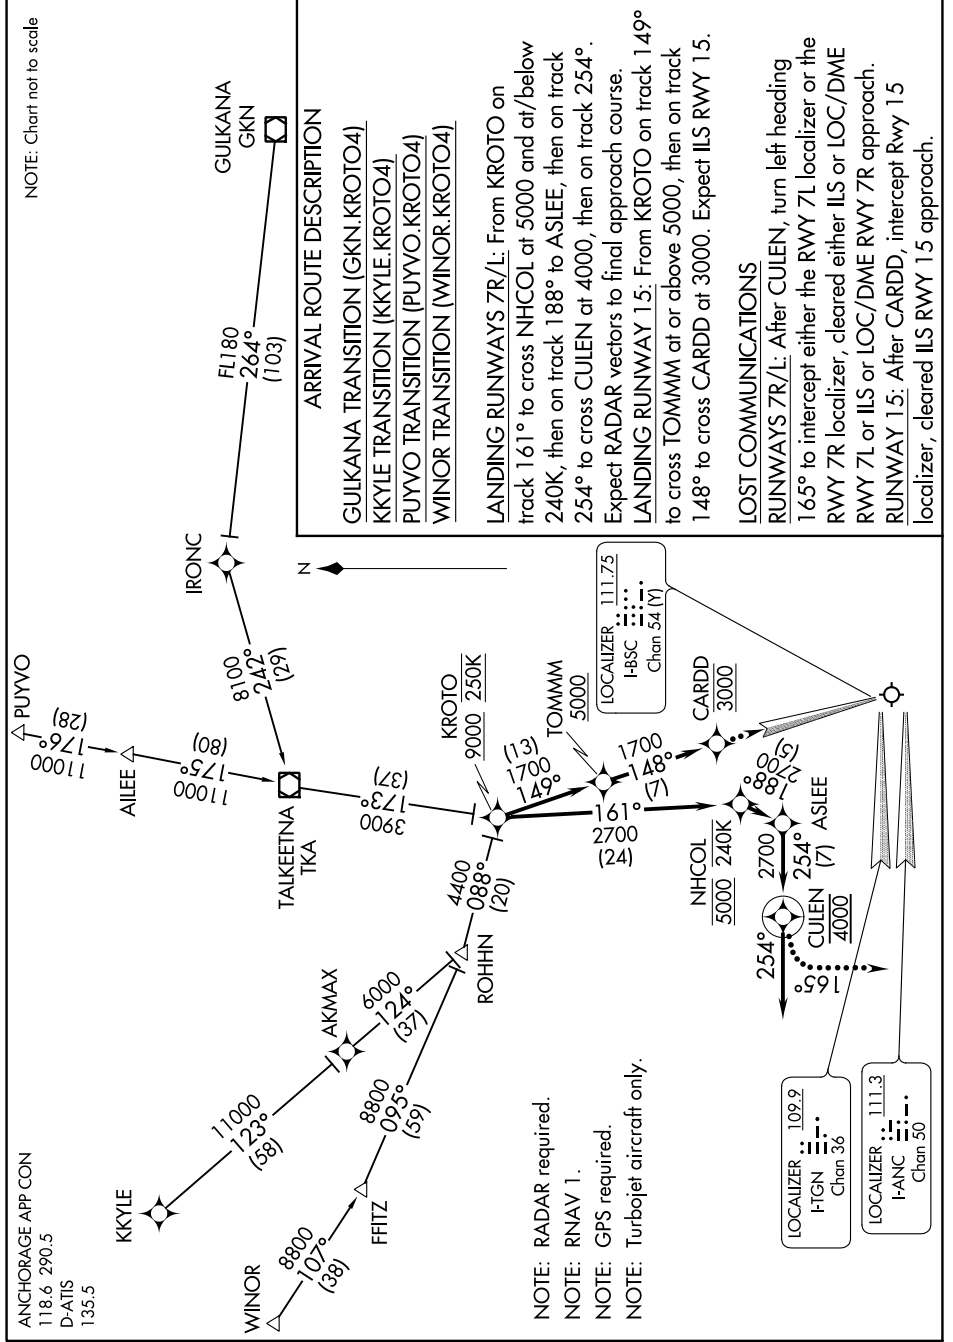 ANCHORAGE APP CON
118.6 290.5
D-ATIS
135.5
NOTE: Chart not to scale
KKYLE
11000
123°
(58)
AKMAX
6000
124°
(37)
WINOR
8800
107°
(38)
FFITZ
8800
095°
(59)
ROHHN
4400
088°
(20)
PUYVO
11000
176°
(28)
AILEE
11000
175°
(80)
TALKEETNA
TKA
3900
173°
(37)
GULKANA
GKN
FL180
264°
(103)
IRONC
8100
242°
(29)
N
KROTO
9000 250K
(13)
1700
149°
TOMMM
5000
1700
148°
(7)
CARDD
3000
161°
2700
(24)
NHCOL
5000 240K
188°
2700
(5)
ASLEE
2700
254°
(7)
CULEN
4000
254°
165°
LOCALIZER 111.75
I-BSC
Chan 54 (Y)
LOCALIZER 109.9
I-TGN
Chan 36
LOCALIZER 111.3
I-ANC
Chan 50
NOTE: RADAR required.
NOTE: RNAV 1.
NOTE: GPS required.
NOTE: Turbojet aircraft only.
ARRIVAL ROUTE DESCRIPTION
GULKANA TRANSITION (GKN.KROTO4)
KKYLE TRANSITION (KKYLE.KROTO4)
PUYVO TRANSITION (PUYVO.KROTO4)
WINOR TRANSITION (WINOR.KROTO4)
LANDING RUNWAYS 7R/L: From KROTO on
track 161° to cross NHCOL at 5000 and at/below
240K, then on track 188° to ASLEE, then on track
254° to cross CULEN at 4000, then on track 254°.
Expect RADAR vectors to final approach course.
LANDING RUNWAY 15: From KROTO on track 149°
to cross TOMMM at or above 5000, then on track
148° to cross CARDD at 3000. Expect ILS RWY 15.
LOST COMMUNICATIONS
RUNWAYS 7R/L: After CULEN, turn left heading
165° to intercept either the RWY 7L localizer or the
RWY 7R localizer, cleared either ILS or LOC/DME
RWY 7L or ILS or LOC/DME RWY 7R approach.
RUNWAY 15: After CARDD, intercept Rwy 15
localizer, cleared ILS RWY 15 approach.